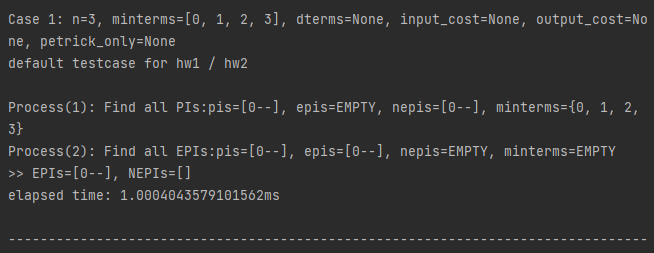 Case 1: n=3, minterms=[0, 1, 2, 3], dterms=None, input_cost=None, output_cost=No
ne, petrick_only=None
default testcase for hw1 / hw2
Process(1): Find all PIs:pis=[0--], epis=EMPTY, nepis=[0--], minterms={0, 1, 2,
3}
Process(2): Find all EPIs:pis=[0--], epis=[0--], nepis=EMPTY, minterms=EMPTY
>> EPIs=[0--], NEPIs=[]
elapsed time: 1.0004043579101562ms
--------------------------------------------------------------------------------